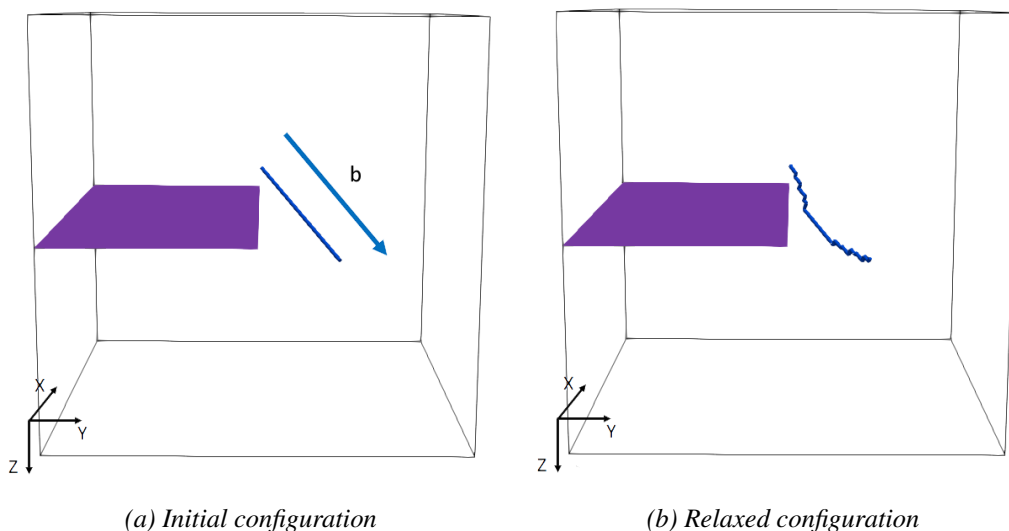 b
X
Y
Z
(a) Initial configuration
X
Y
Z
(b) Relaxed configuration